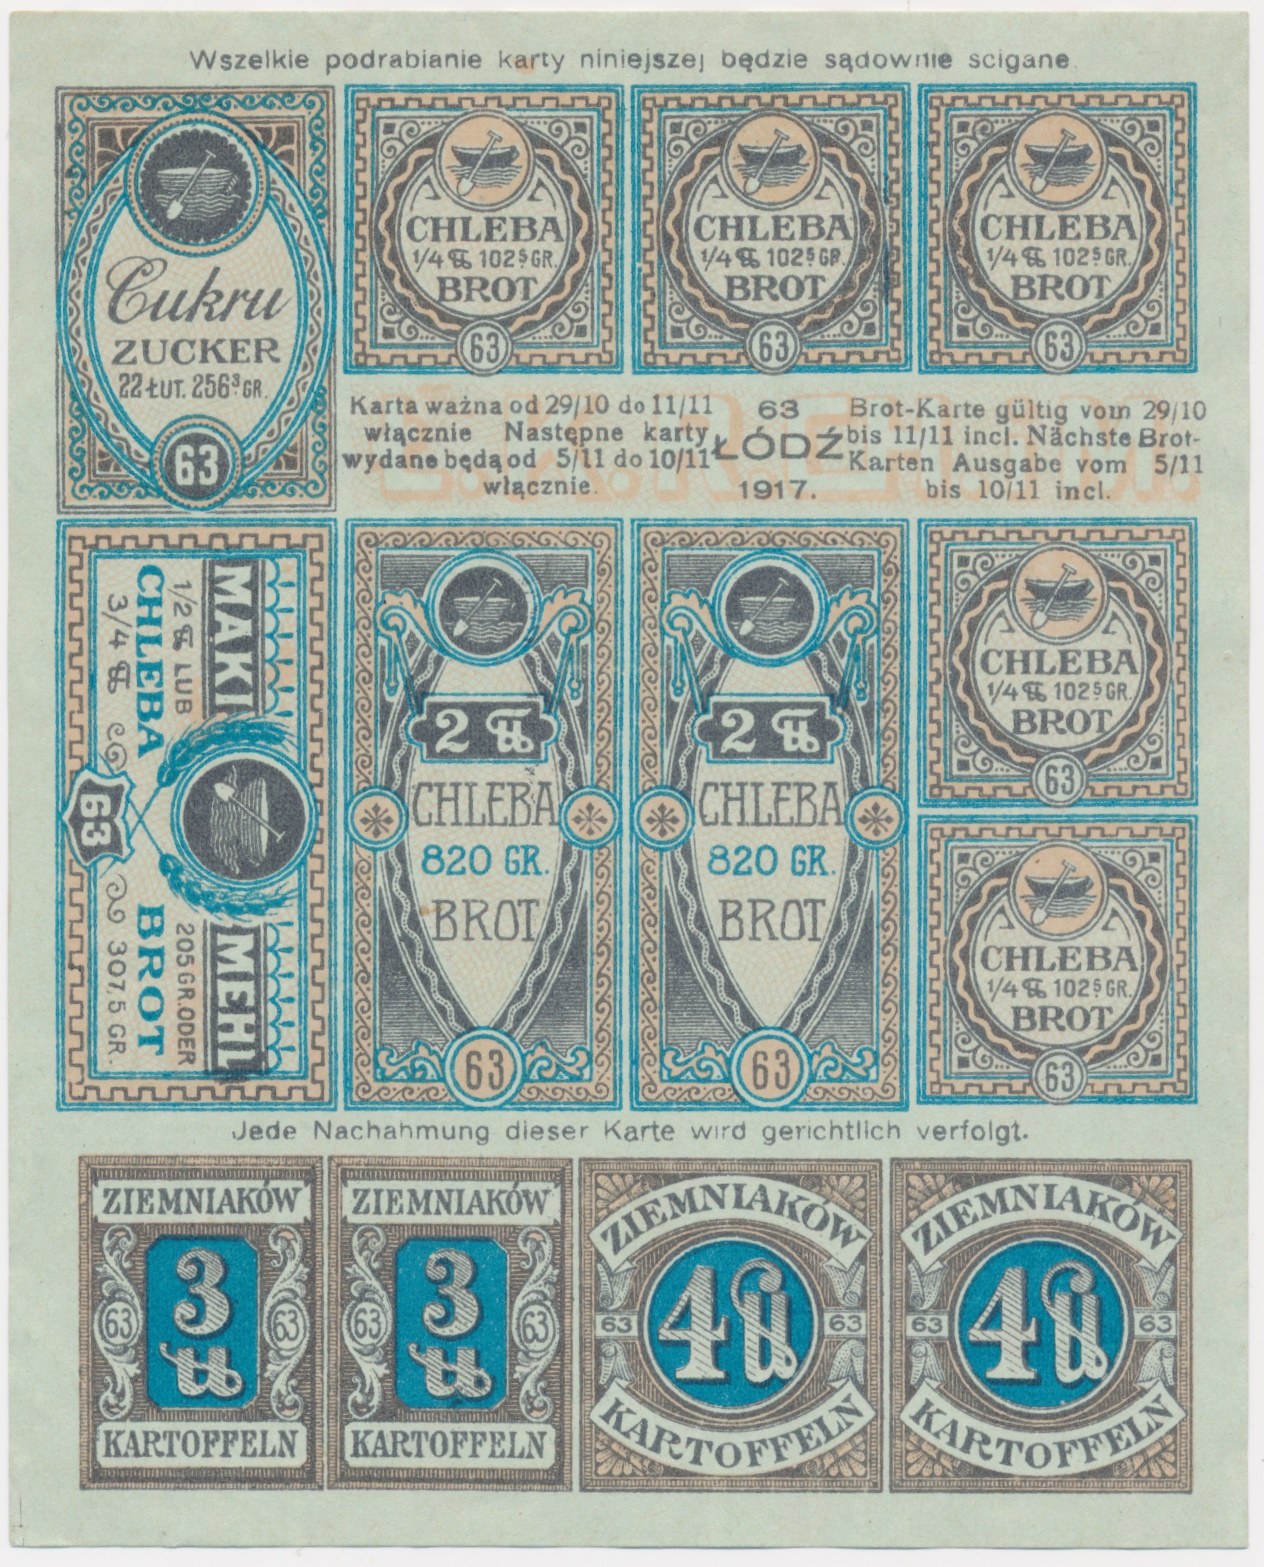 Wszelkie podrabianie karty niniejszej będzie sądownie scigane.
Cukru
ZUCKER
22 ŁUT. 256³ GR.
63
CHLEBA
1/4 ℔ 102⁵ GR.
BROT
63
CHLEBA
1/4 ℔ 102⁵ GR.
BROT
63
CHLEBA
1/4 ℔ 102⁵ GR.
BROT
63
Karta ważna od 29/10 do 11/11
włącznie Następne karty
wydane będą od 5/11 do 10/11
włącznie.
63
ŁÓDŹ
1917.
Brot-Karte gültig vom 29/10
bis 11/11 incl. Nächste Brot-
Karten Ausgabe vom 5/11
bis 10/11 incl.
MAKI MEHL
1/2 ℔ LUB 205 GR. ODER
CHLEBA BROT
3/4 ℔ 307,5 GR.
63
2 ℔
CHLEBA
820 GR.
BROT
63
2 ℔
CHLEBA
820 GR.
BROT
63
CHLEBA
1/4 ℔ 102⁵ GR.
BROT
63
CHLEBA
1/4 ℔ 102⁵ GR.
BROT
63
Jede Nachahmung dieser Karte wird gerichtlich verfolgt.
ZIEMNIAKÓW
3
℔
63 63
KARTOFFELN
ZIEMNIAKÓW
3
℔
63 63
KARTOFFELN
ZIEMNIAKÓW
4 ℔
63 63
KARTOFFELN
ZIEMNIAKÓW
4 ℔
63 63
KARTOFFELN